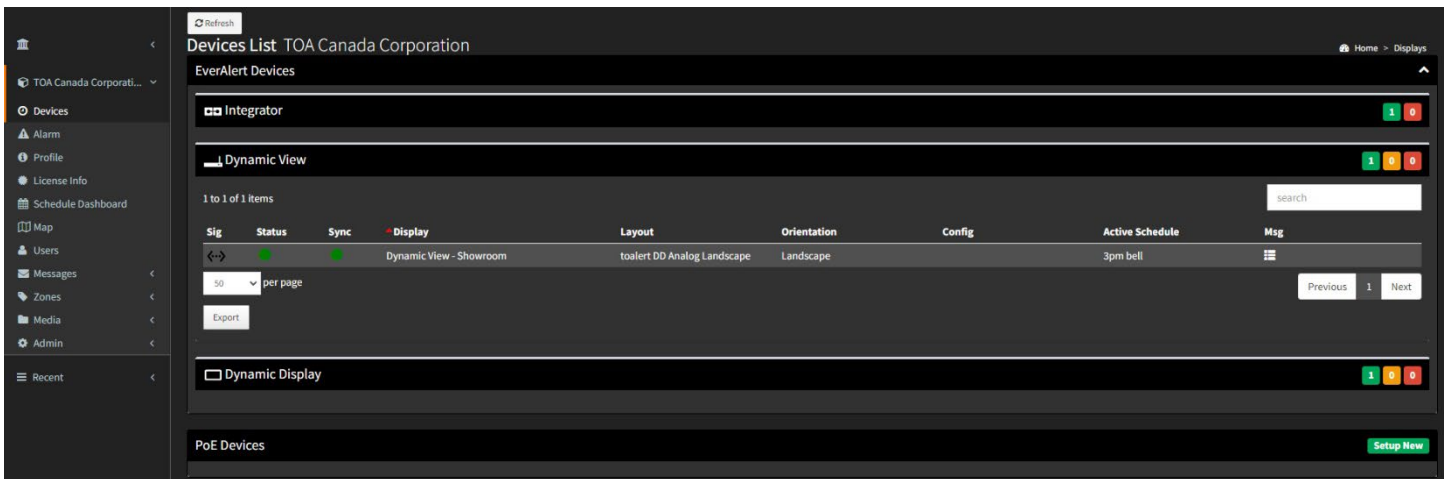 Refresh
Devices List TOA Canada Corporation
Home > Displays
TOA Canada Corporati...
Devices
Alarm
Profile
License Info
Schedule Dashboard
Map
Users
Messages
Zones
Media
Admin
Recent
EverAlert Devices
Integrator 1 0
Dynamic View 1 0 0
1 to 1 of 1 items search
Sig Status Sync Display Layout Orientation Config Active Schedule Msg
Dynamic View - Showroom toalert DD Analog Landscape Landscape 3pm bell
50 per page Previous 1 Next
Export
Dynamic Display 1 0 0
PoE Devices Setup New